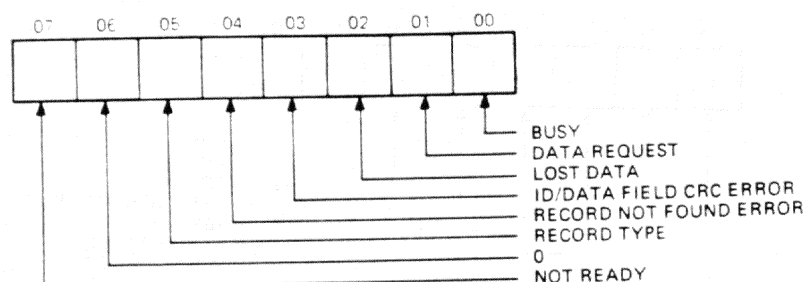 07 06 05 04 03 02 01 00
BUSY
DATA REQUEST
LOST DATA
ID/DATA FIELD CRC ERROR
RECORD NOT FOUND ERROR
RECORD TYPE
0
NOT READY